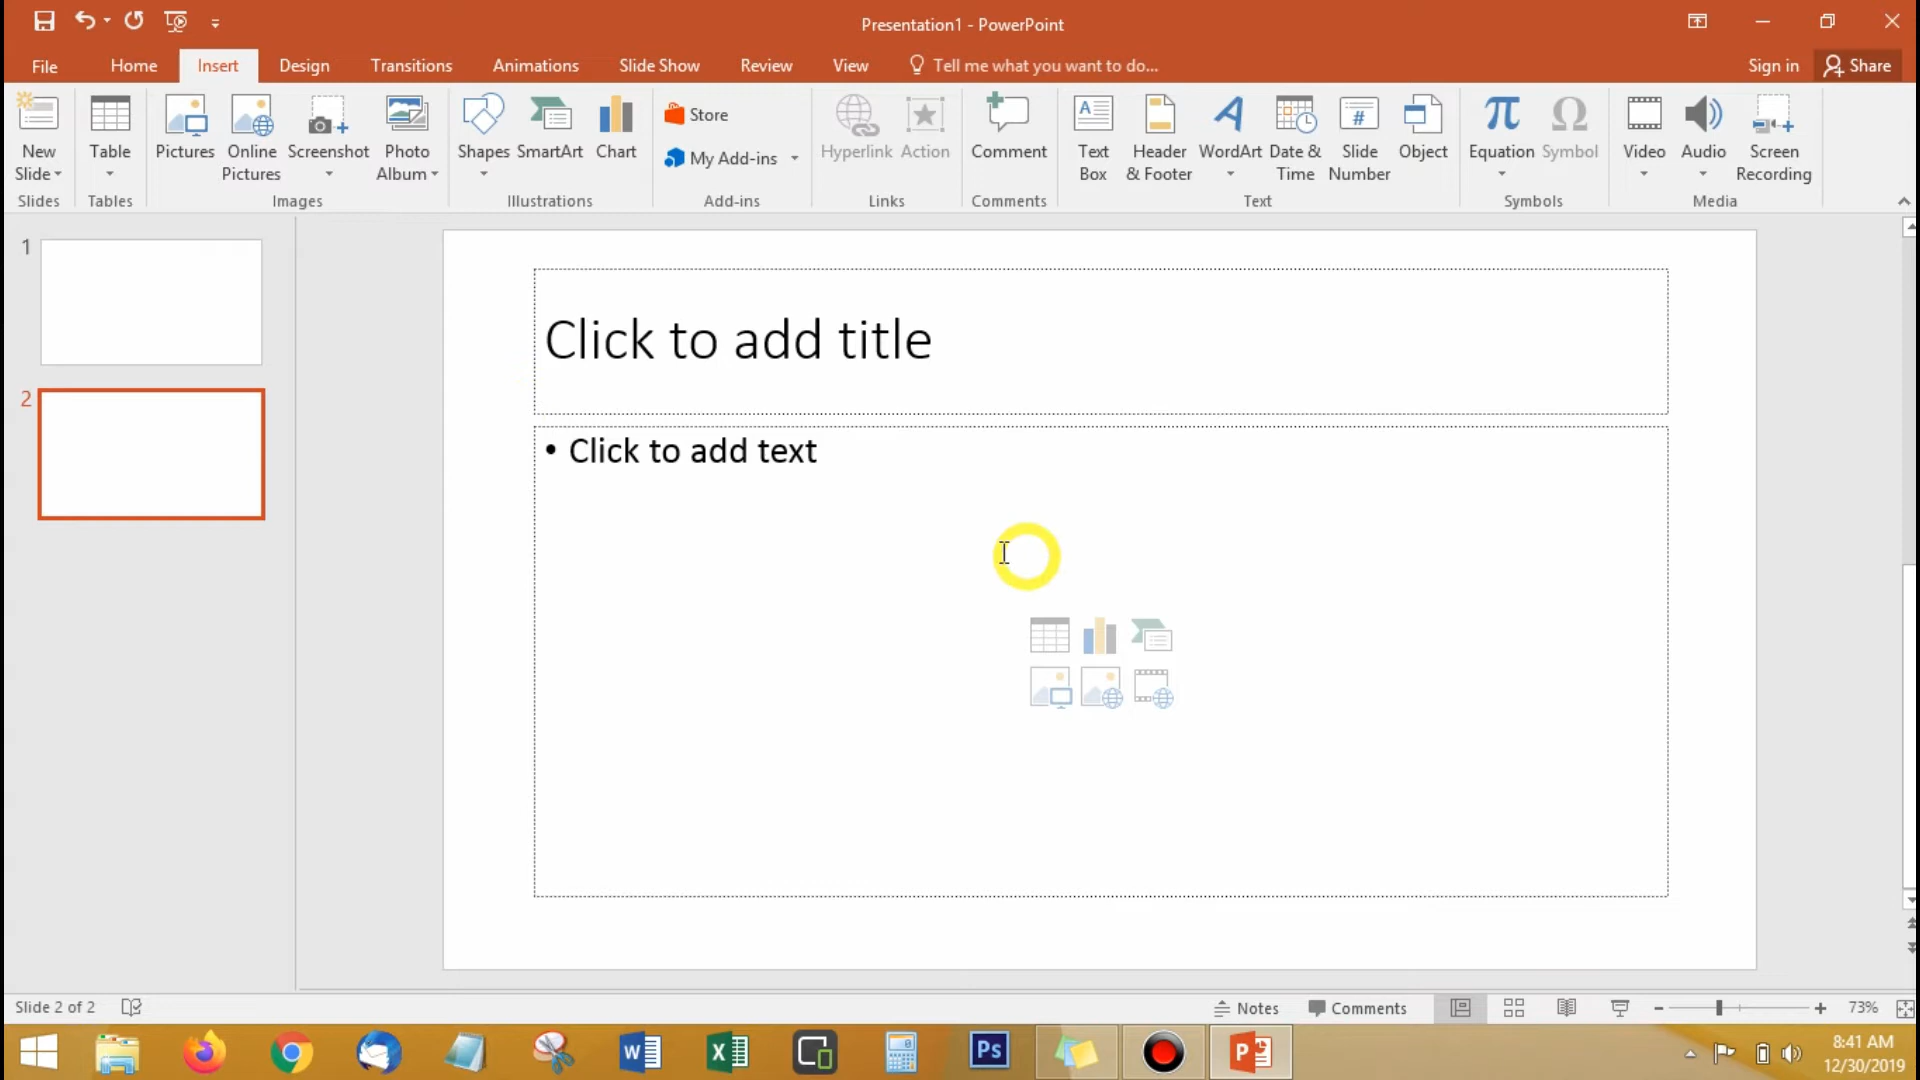 Presentation1 - PowerPoint
File Home Insert Design Transitions Animations Slide Show Review View Tell me what you want to do... Sign in Share
New Slide
Table
Pictures
Online Pictures
Screenshot
Photo Album
Shapes
SmartArt
Chart
Store
My Add-ins
Hyperlink
Action
Comment
Text Box
Header & Footer
WordArt
Date & Time
Slide Number
Object
Equation
Symbol
Video
Audio
Screen Recording
Slides Tables Images Illustrations Add-ins Links Comments Text Symbols Media
1
2
Click to add title
• Click to add text
Slide 2 of 2 Notes Comments 73%
8:41 AM
12/30/2019